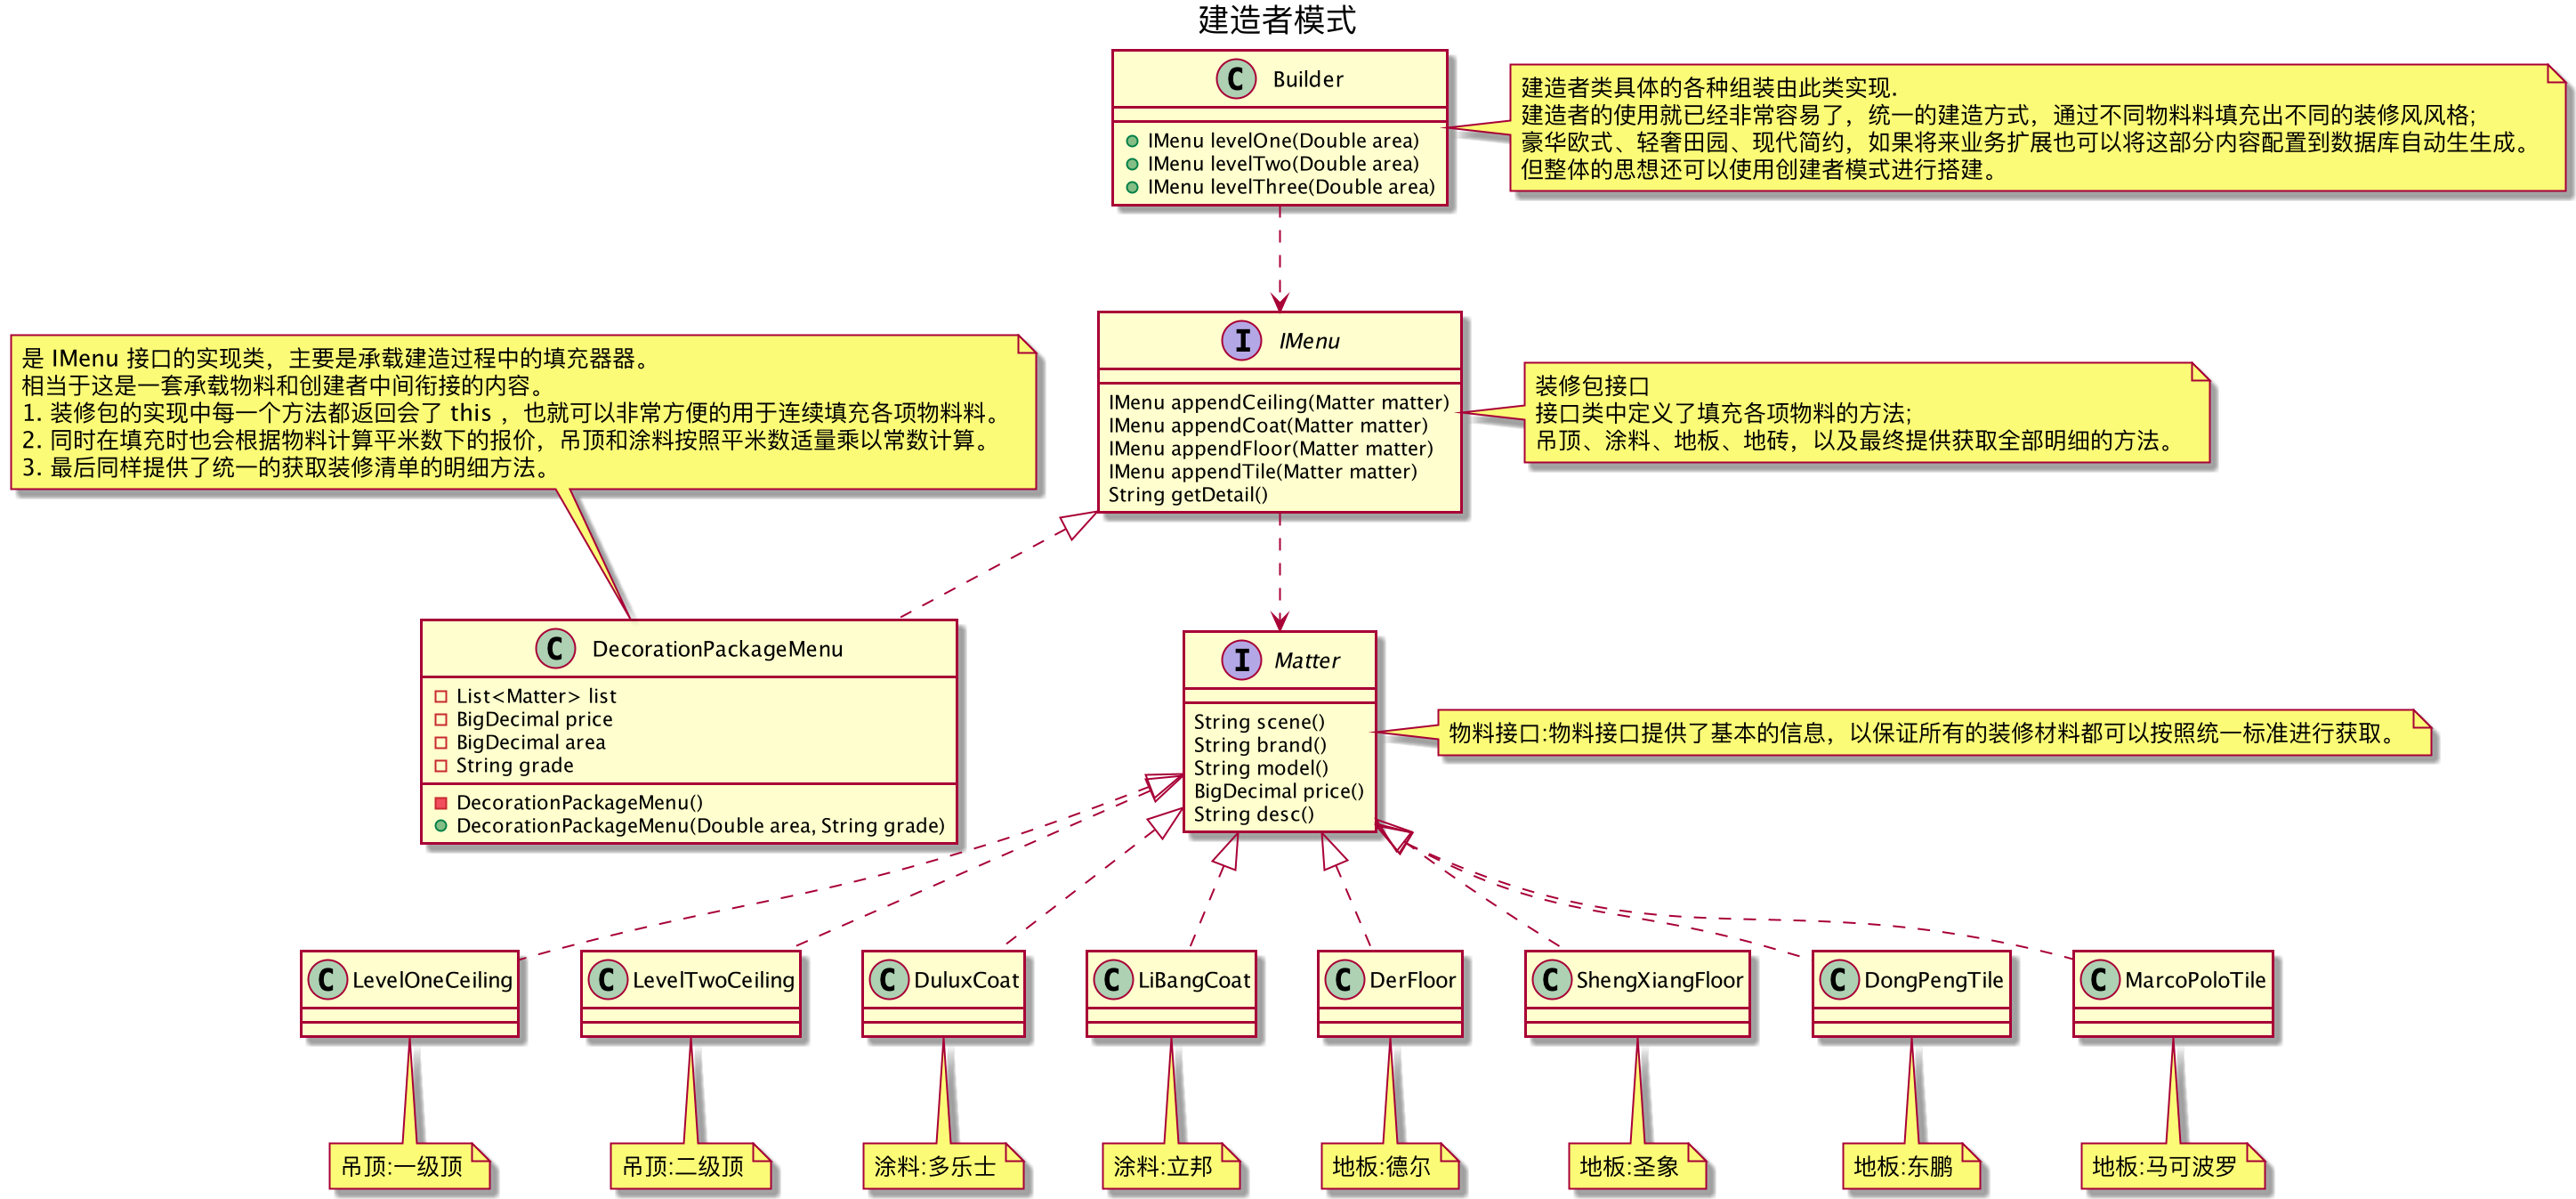 建造者模式
C Builder
IMenu levelOne(Double area)
IMenu levelTwo(Double area)
IMenu levelThree(Double area)
建造者类具体的各种组装由此类实现.
建造者的使用就已经非常容易了，统一的建造方式，通过不同物料料填充出不同的装修风风格;
豪华欧式、轻奢田园、现代简约，如果将来业务扩展也可以将这部分内容配置到数据库自动生生成。
但整体的思想还可以使用创建者模式进行搭建。
是 IMenu 接口的实现类，主要是承载建造过程中的填充器器。
相当于这是一套承载物料和创建者中间衔接的内容。
1. 装修包的实现中每一个方法都返回会了 this ，也就可以非常方便的用于连续填充各项物料料。
2. 同时在填充时也会根据物料计算平米数下的报价，吊顶和涂料按照平米数适量乘以常数计算。
3. 最后同样提供了统一的获取装修清单的明细方法。
I IMenu
IMenu appendCeiling(Matter matter)
IMenu appendCoat(Matter matter)
IMenu appendFloor(Matter matter)
IMenu appendTile(Matter matter)
String getDetail()
装修包接口
接口类中定义了填充各项物料的方法;
吊顶、涂料、地板、地砖，以及最终提供获取全部明细的方法。
C DecorationPackageMenu
List<Matter> list
BigDecimal price
BigDecimal area
String grade
DecorationPackageMenu()
DecorationPackageMenu(Double area, String grade)
I Matter
String scene()
String brand()
String model()
BigDecimal price()
String desc()
物料接口:物料接口提供了基本的信息，以保证所有的装修材料都可以按照统一标准进行获取。
C LevelOneCeiling
C LevelTwoCeiling
C DuluxCoat
C LiBangCoat
C DerFloor
C ShengXiangFloor
C DongPengTile
C MarcoPoloTile
吊顶:一级顶
吊顶:二级顶
涂料:多乐士
涂料:立邦
地板:德尔
地板:圣象
地板:东鹏
地板:马可波罗